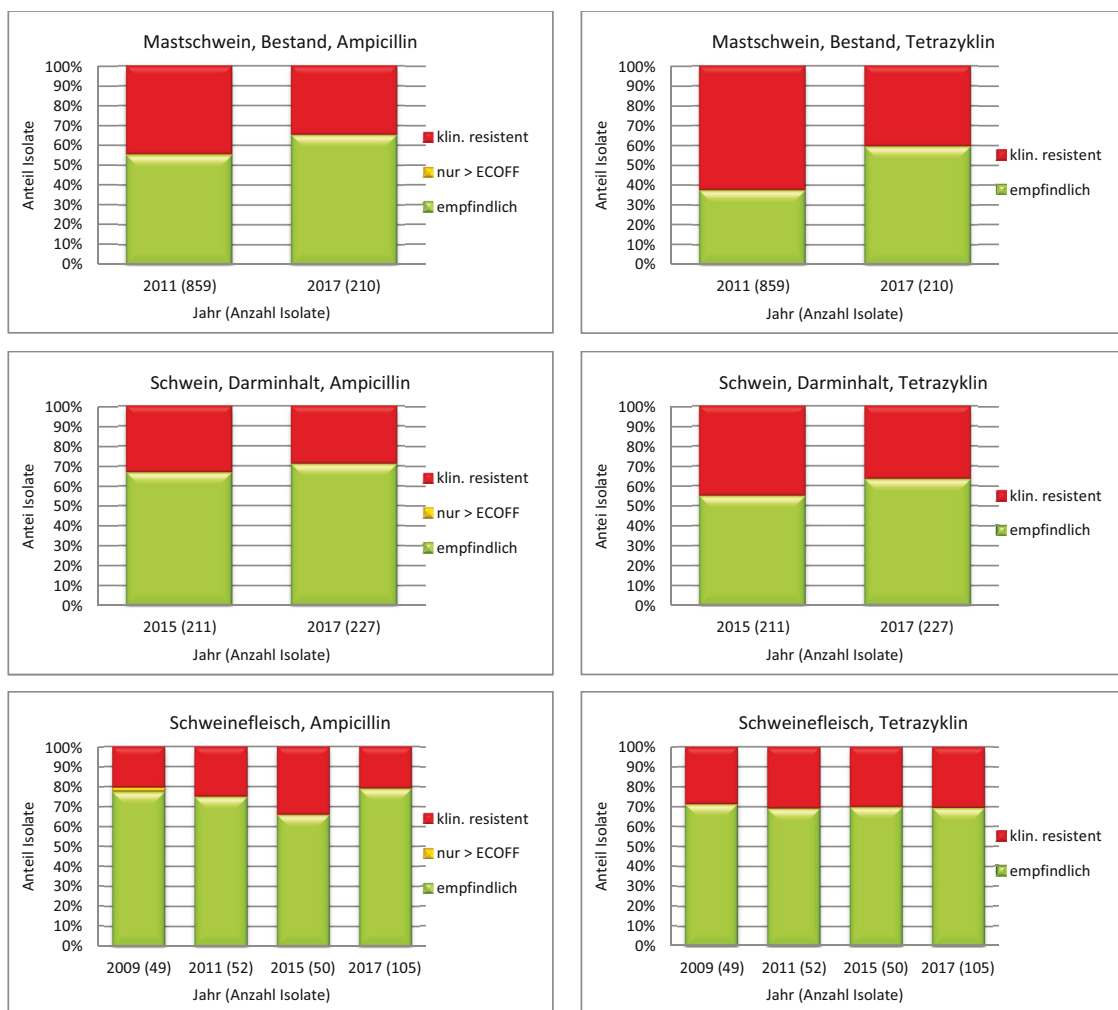 Mastschwein, Bestand, Ampicillin
100%
90%
80%
70%
60%
50%
40%
30%
20%
10%
0%
Anteil Isolate
klin. resistent
nur > ECOFF
empfindlich
2011 (859) 2017 (210)
Jahr (Anzahl Isolate)
Mastschwein, Bestand, Tetrazyklin
100%
90%
80%
70%
60%
50%
40%
30%
20%
10%
0%
Anteil Isolate
klin. resistent
empfindlich
2011 (859) 2017 (210)
Jahr (Anzahl Isolate)
Schwein, Darminhalt, Ampicillin
100%
90%
80%
70%
60%
50%
40%
30%
20%
10%
0%
Antei Isolate
klin. resistent
nur > ECOFF
empfindlich
2015 (211) 2017 (227)
Jahr (Anzahl Isolate)
Schwein, Darminhalt, Tetrazyklin
100%
90%
80%
70%
60%
50%
40%
30%
20%
10%
0%
Anteil Isolate
klin. resistent
empfindlich
2015 (211) 2017 (227)
Jahr (Anzahl Isolate)
Schweinefleisch, Ampicillin
100%
90%
80%
70%
60%
50%
40%
30%
20%
10%
0%
Anteil Isolate
klin. resistent
nur > ECOFF
empfindlich
2009 (49) 2011 (52) 2015 (50) 2017 (105)
Jahr (Anzahl Isolate)
Schweinefleisch, Tetrazyklin
100%
90%
80%
70%
60%
50%
40%
30%
20%
10%
0%
Anteil Isolate
klin. resistent
empfindlich
2009 (49) 2011 (52) 2015 (50) 2017 (105)
Jahr (Anzahl Isolate)